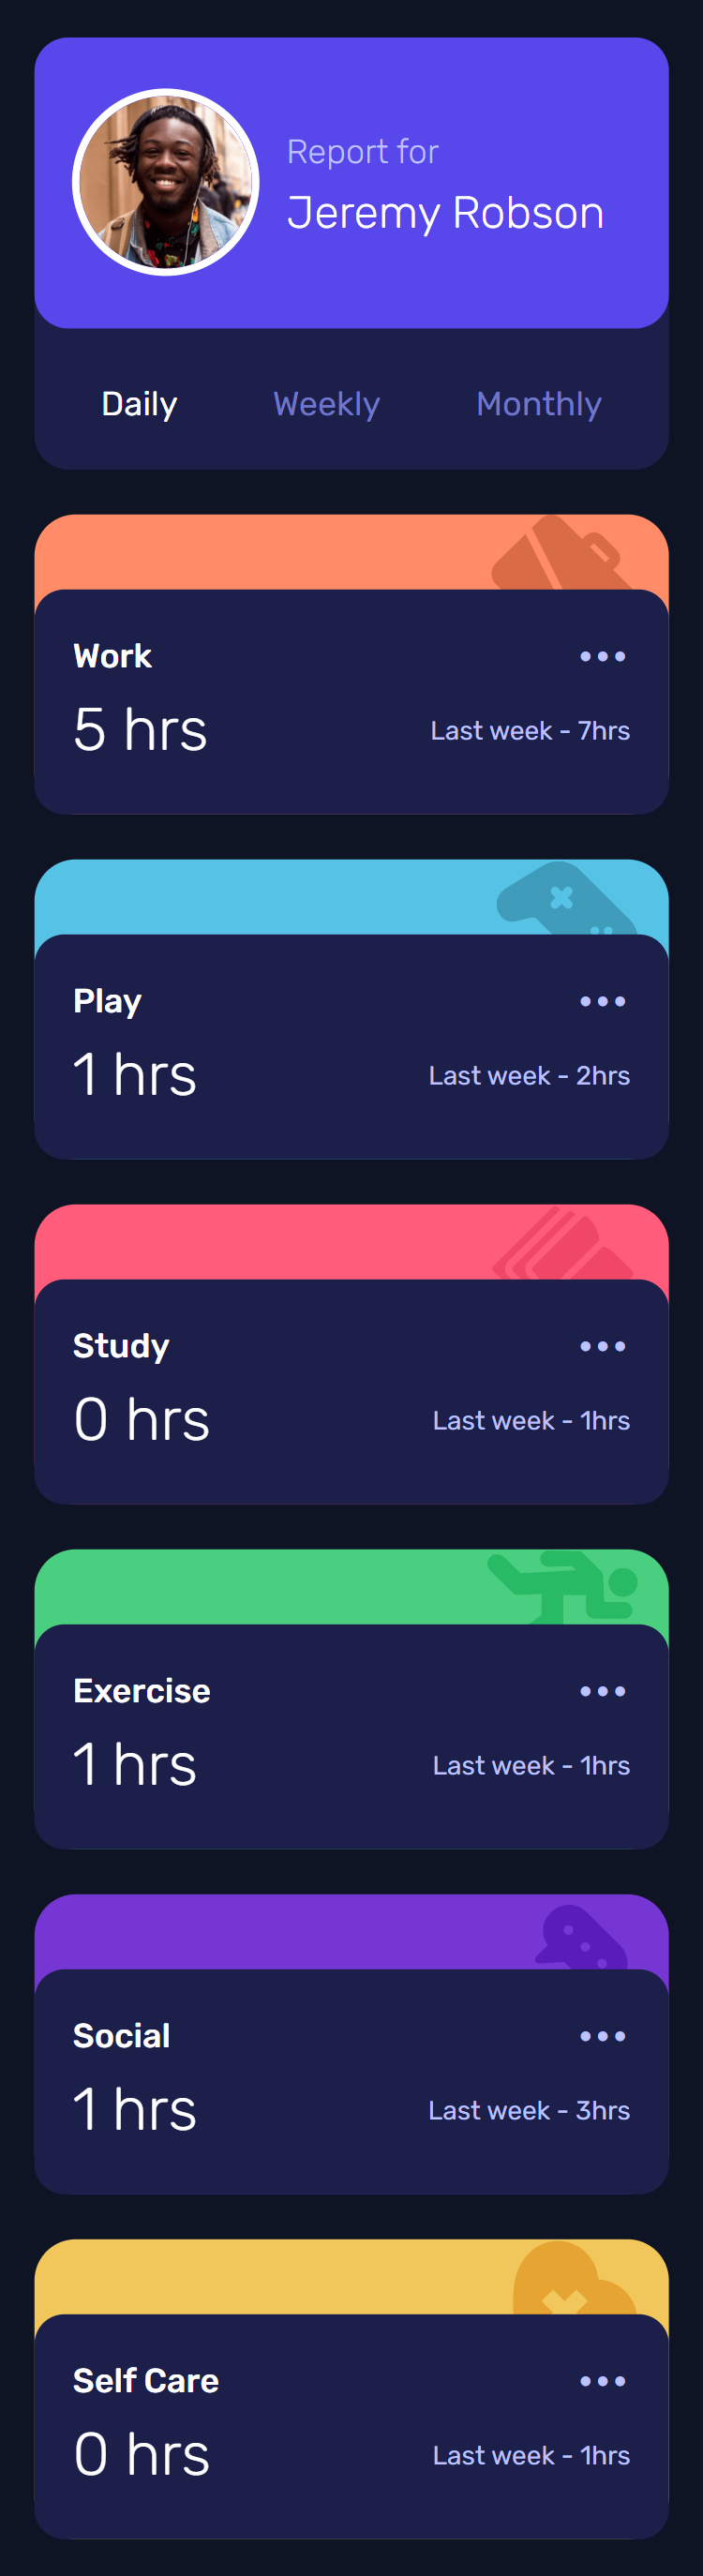 Report for
Jeremy Robson
Daily Weekly Monthly
Work
5 hrs Last week - 7hrs
Play
1 hrs Last week - 2hrs
Study
0 hrs Last week - 1hrs
Exercise
1 hrs Last week - 1hrs
Social
1 hrs Last week - 3hrs
Self Care
0 hrs Last week - 1hrs